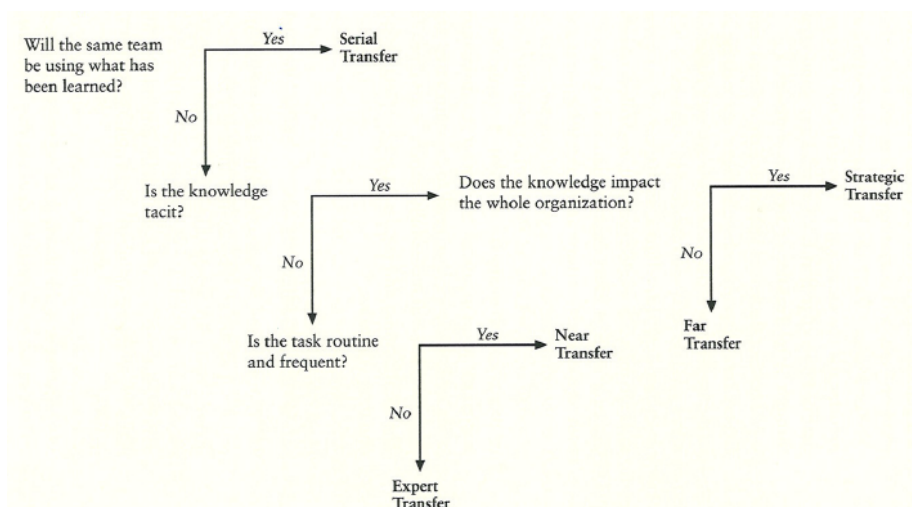 Will the same team
be using what has
been learned?
Yes
Serial
Transfer
No
Is the knowledge
tacit?
Yes
Does the knowledge impact
the whole organization?
Yes
Strategic
Transfer
No
Far
Transfer
No
Is the task routine
and frequent?
Yes
Near
Transfer
No
Expert
Transfer